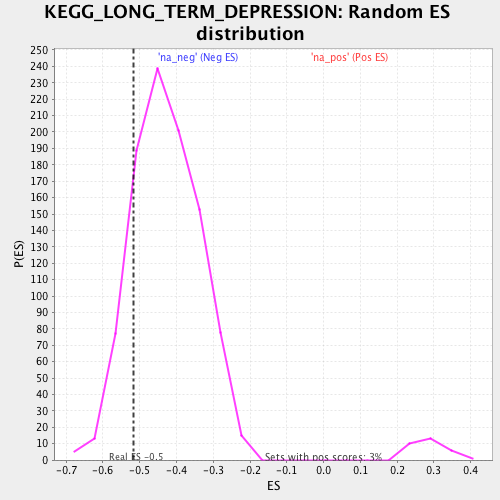 KEGG_LONG_TERM_DEPRESSION: Random ES
distribution
'na_neg' (Neg ES)
'na_pos' (Pos ES)
250
240
230
220
210
200
190
180
170
160
150
140
130
120
110
100
90
80
70
60
50
40
30
20
10
0
P(ES)
Real ES -0.5
Sets with pos scores: 3%
-0.7 -0.6 -0.5 -0.4 -0.3 -0.2 -0.1 0.0 0.1 0.2 0.3 0.4
ES